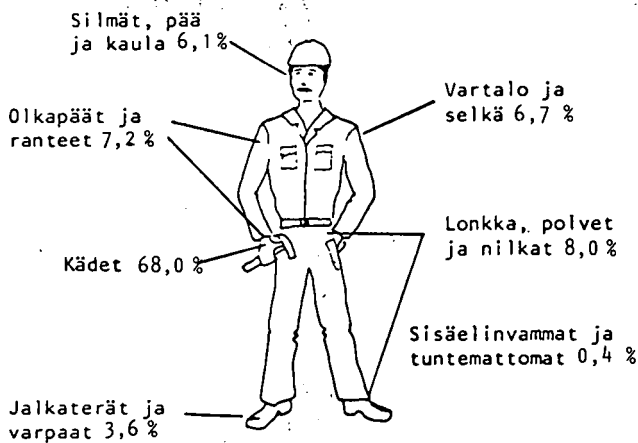 Silmät, pää
ja kaula 6,1%
Vartalo ja
selkä 6,7 %
Olkapäät ja
ranteet 7,2 %
Lonkka, polvet
ja nilkat 8,0%
Kädet 68,0 %
Sisäelinvammat ja
tuntemattomat 0,4 %
Jalkaterät ja
varpaat 3,6 %